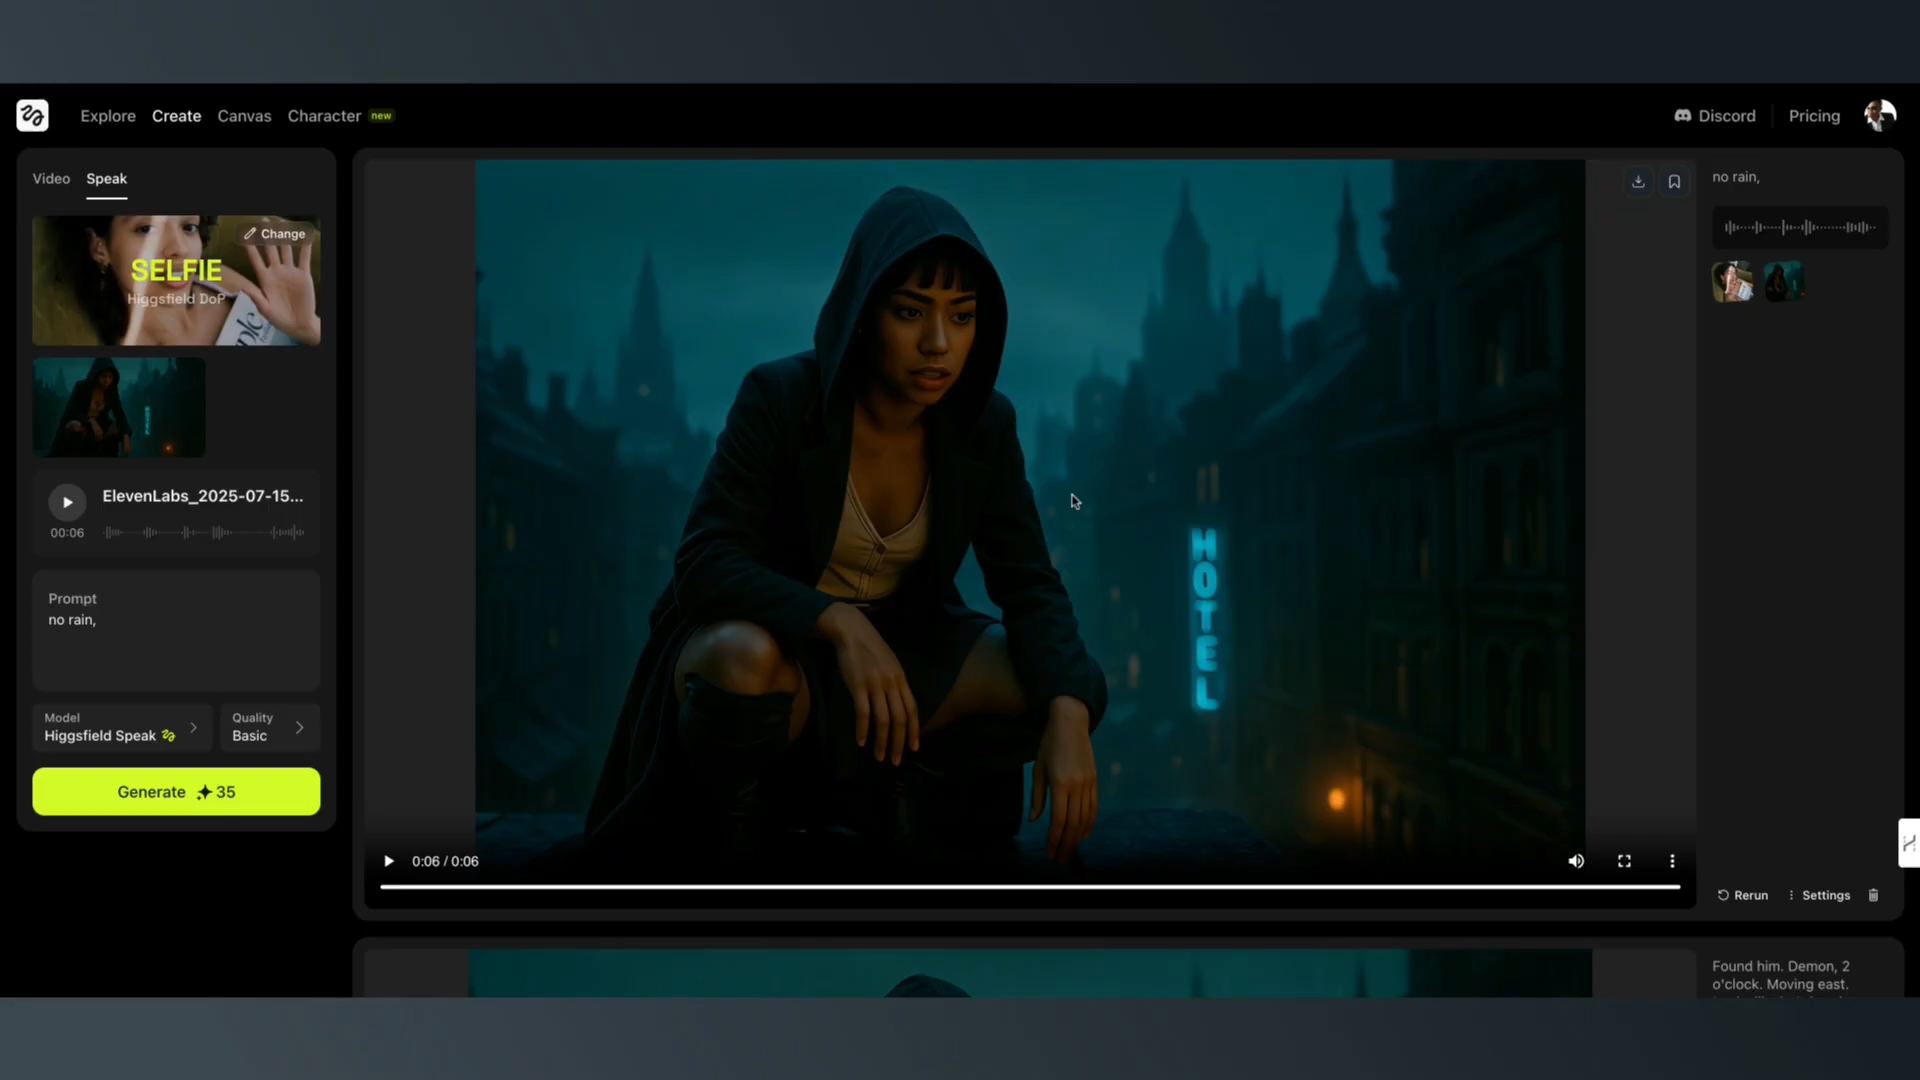 Explore Create Canvas Character new
Discord Pricing
Video Speak
Change
SELFIE
Higgsfield DoP
ElevenLabs_2025-07-15...
00:06
Prompt
no rain,
Model
Higgsfield Speak
Quality
Basic
Generate 35
HOTEL
0:06 / 0:06
no rain,
Rerun Settings
Found him. Demon, 2
o'clock. Moving east.